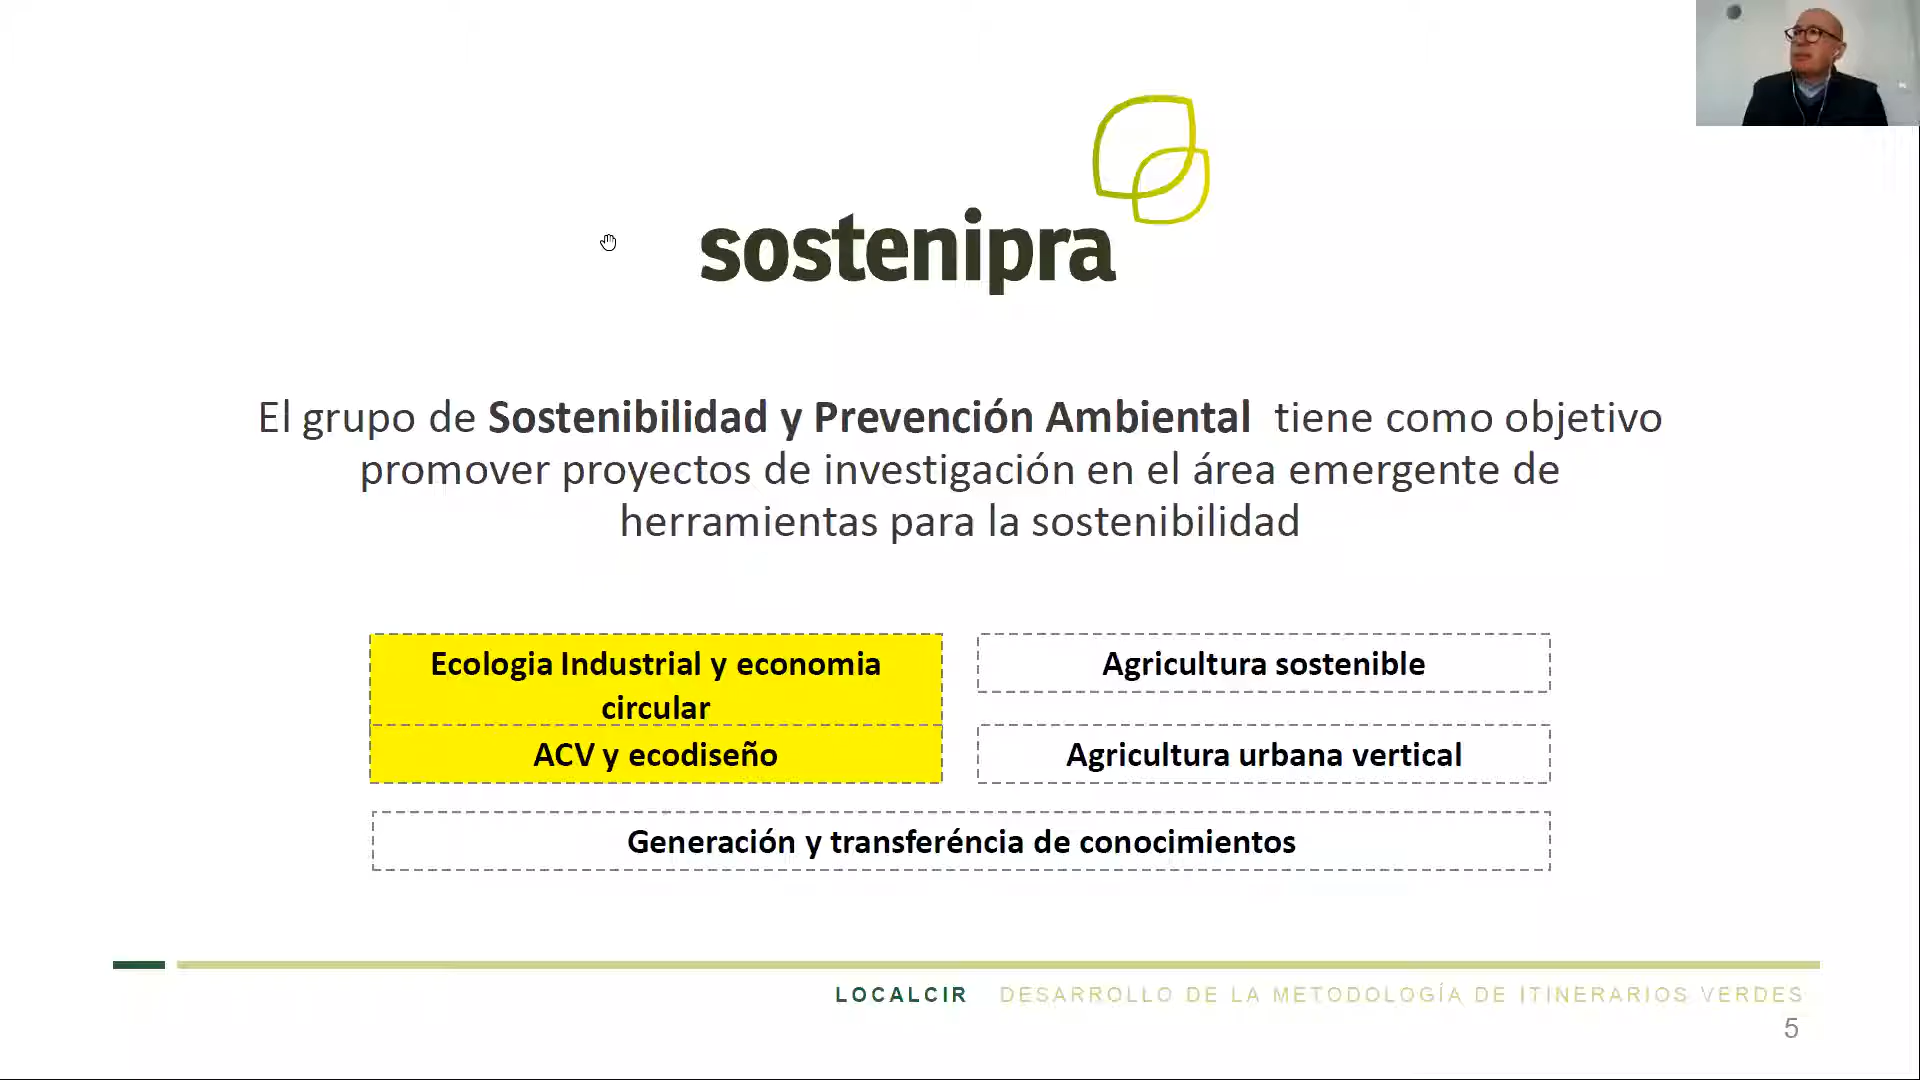 sostenipra
El grupo de Sostenibilidad y Prevención Ambiental tiene como objetivo
promover proyectos de investigación en el área emergente de
herramientas para la sostenibilidad
Ecologia Industrial y economia
circular
Agricultura sostenible
ACV y ecodiseño
Agricultura urbana vertical
Generación y transferéncia de conocimientos
LOCALCIR DESARROLLO DE LA METODOLOGÍA DE ITINERARIOS VERDES
5